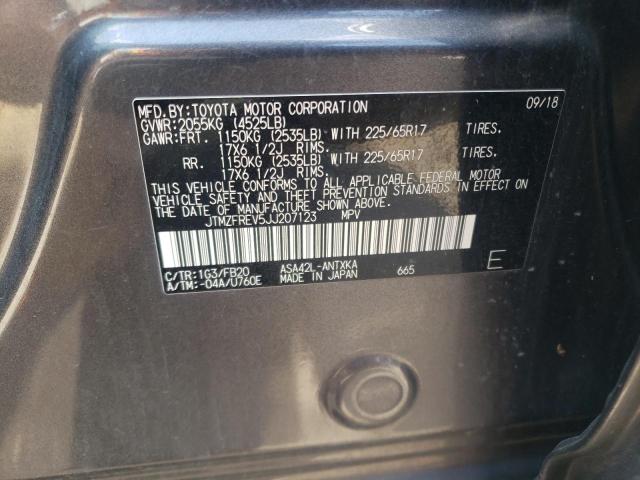 MFD.BY:TOYOTA MOTOR CORPORATION 09/18
GVWR:2055KG (4525LB)
GAWR:FRT. 1150KG (2535LB) WITH 225/65R17 TIRES.
17X6 1/2J RIMS.
RR. 1150KG (2535LB) WITH 225/65R17 TIRES.
17X6 1/2J RIMS.
THIS VEHICLE CONFORMS TO ALL APPLICABLE FEDERAL MOTOR
VEHICLE SAFETY AND BUMPER STANDARDS IN EFFECT ON
THE DATE OF MANUFACTURE SHOWN ABOVE.
JTMZFREV5JJ207123 MPV
C/TR:1G3/FB20 ASA42L-ANTXKA 665 E
A/TM:-04A/U760E MADE IN JAPAN